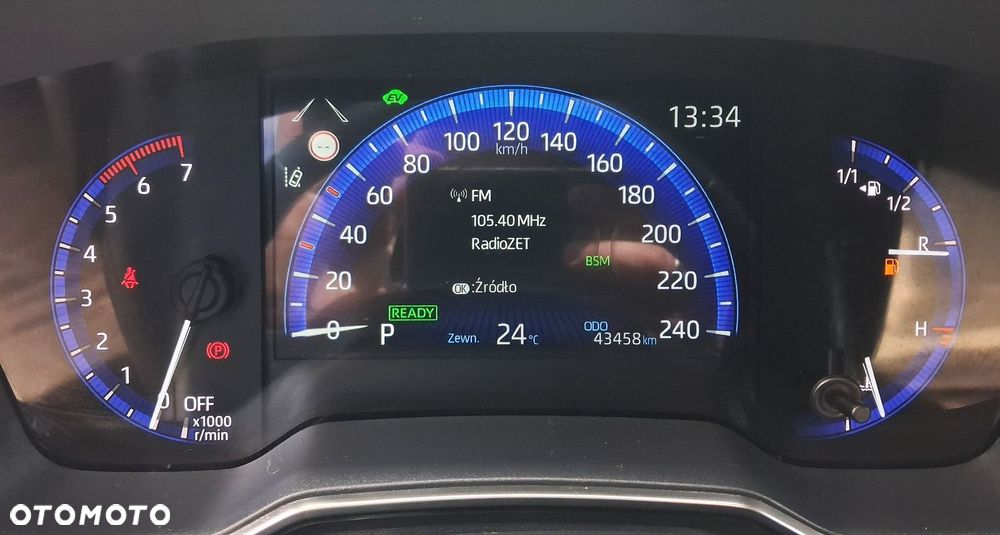 7
6
5
4
3
2
1
0
OFF
x1000
r/min
P
EV
--
0
20
40
60
80
100
120
140
160
180
200
220
240
km/h
13:34
FM
105.40 MHz
RadioZET
OK :Źródło
BSM
READY
P
Zewn. 24 °C
ODO
43458 km
1/1
1/2
R
H
OTOMOTO